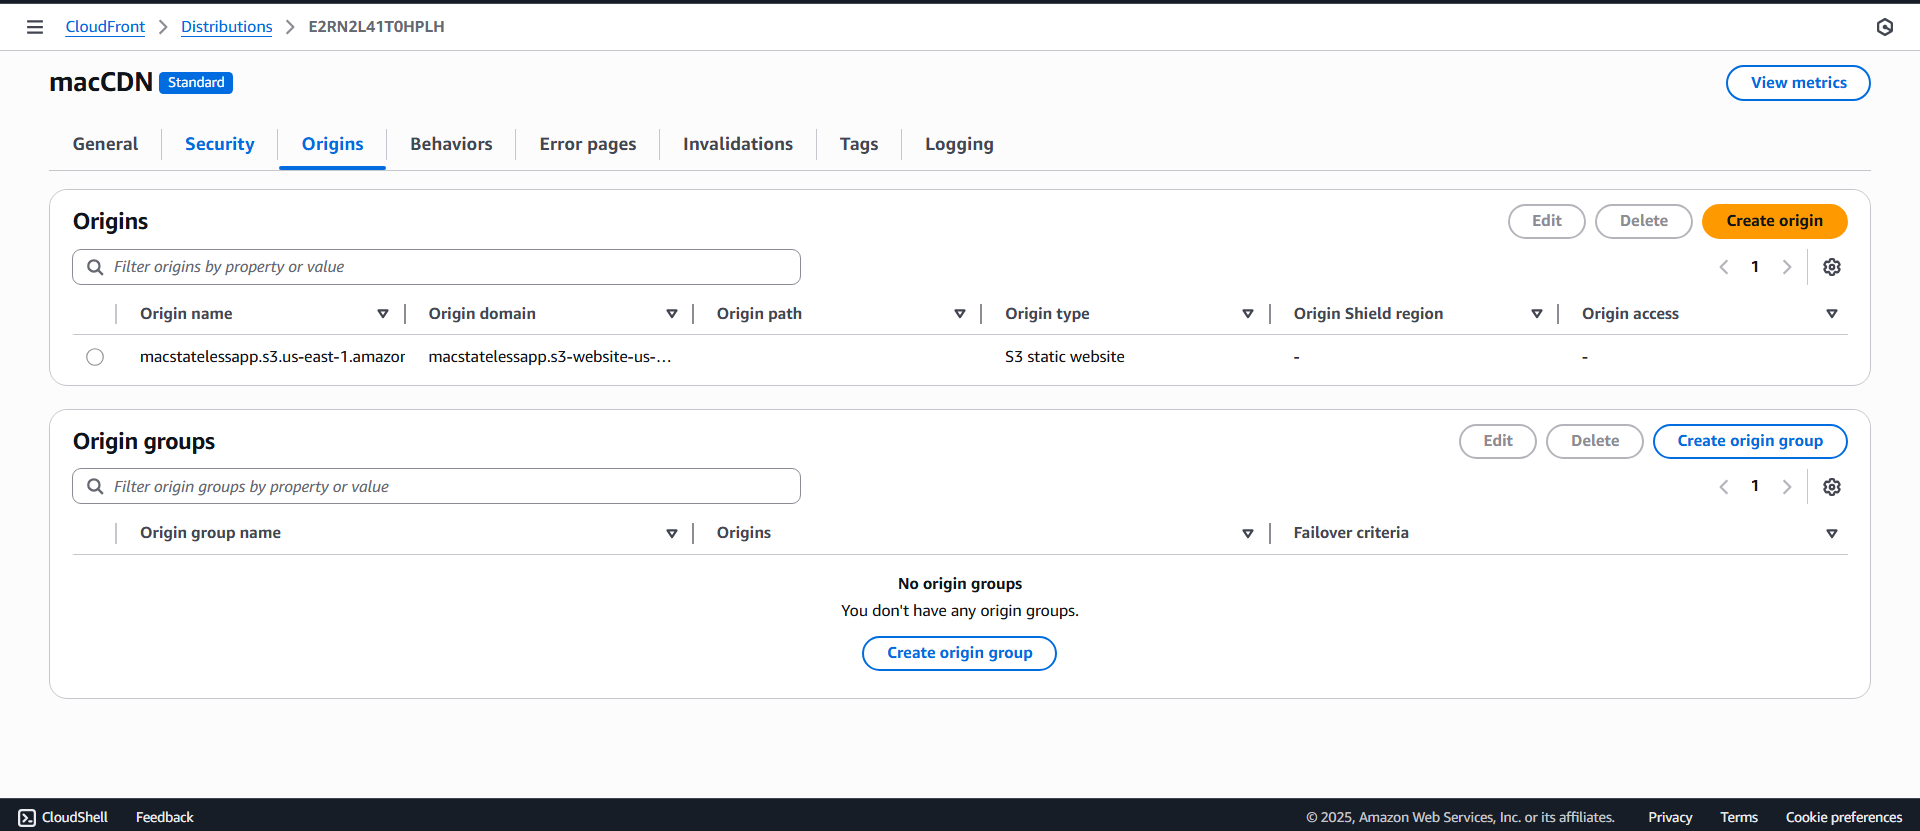 CloudFront > Distributions > E2RN2L41T0HPLH
macCDN Standard View metrics
General Security Origins Behaviors Error pages Invalidations Tags Logging
Origins Edit Delete Create origin
Filter origins by property or value 1
Origin name Origin domain Origin path Origin type Origin Shield region Origin access
macstatelessapp.s3.us-east-1.amazon macstatelessapp.s3-website-us-... S3 static website - -
Origin groups Edit Delete Create origin group
Filter origin groups by property or value 1
Origin group name Origins Failover criteria
No origin groups
You don't have any origin groups.
Create origin group
CloudShell Feedback © 2025, Amazon Web Services, Inc. or its affiliates. Privacy Terms Cookie preferences